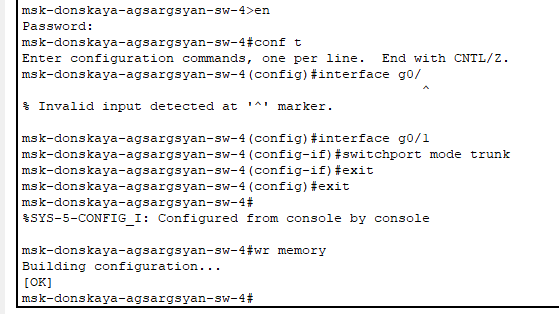 msk-donskaya-agsargsyan-sw-4>en
Password:
msk-donskaya-agsargsyan-sw-4#conf t
Enter configuration commands, one per line.  End with CNTL/Z.
msk-donskaya-agsargsyan-sw-4(config)#interface g0/
^
% Invalid input detected at '^' marker.
msk-donskaya-agsargsyan-sw-4(config)#interface g0/1
msk-donskaya-agsargsyan-sw-4(config-if)#switchport mode trunk
msk-donskaya-agsargsyan-sw-4(config-if)#exit
msk-donskaya-agsargsyan-sw-4(config)#exit
msk-donskaya-agsargsyan-sw-4#
%SYS-5-CONFIG_I: Configured from console by console
msk-donskaya-agsargsyan-sw-4#wr memory
Building configuration...
[OK]
msk-donskaya-agsargsyan-sw-4#